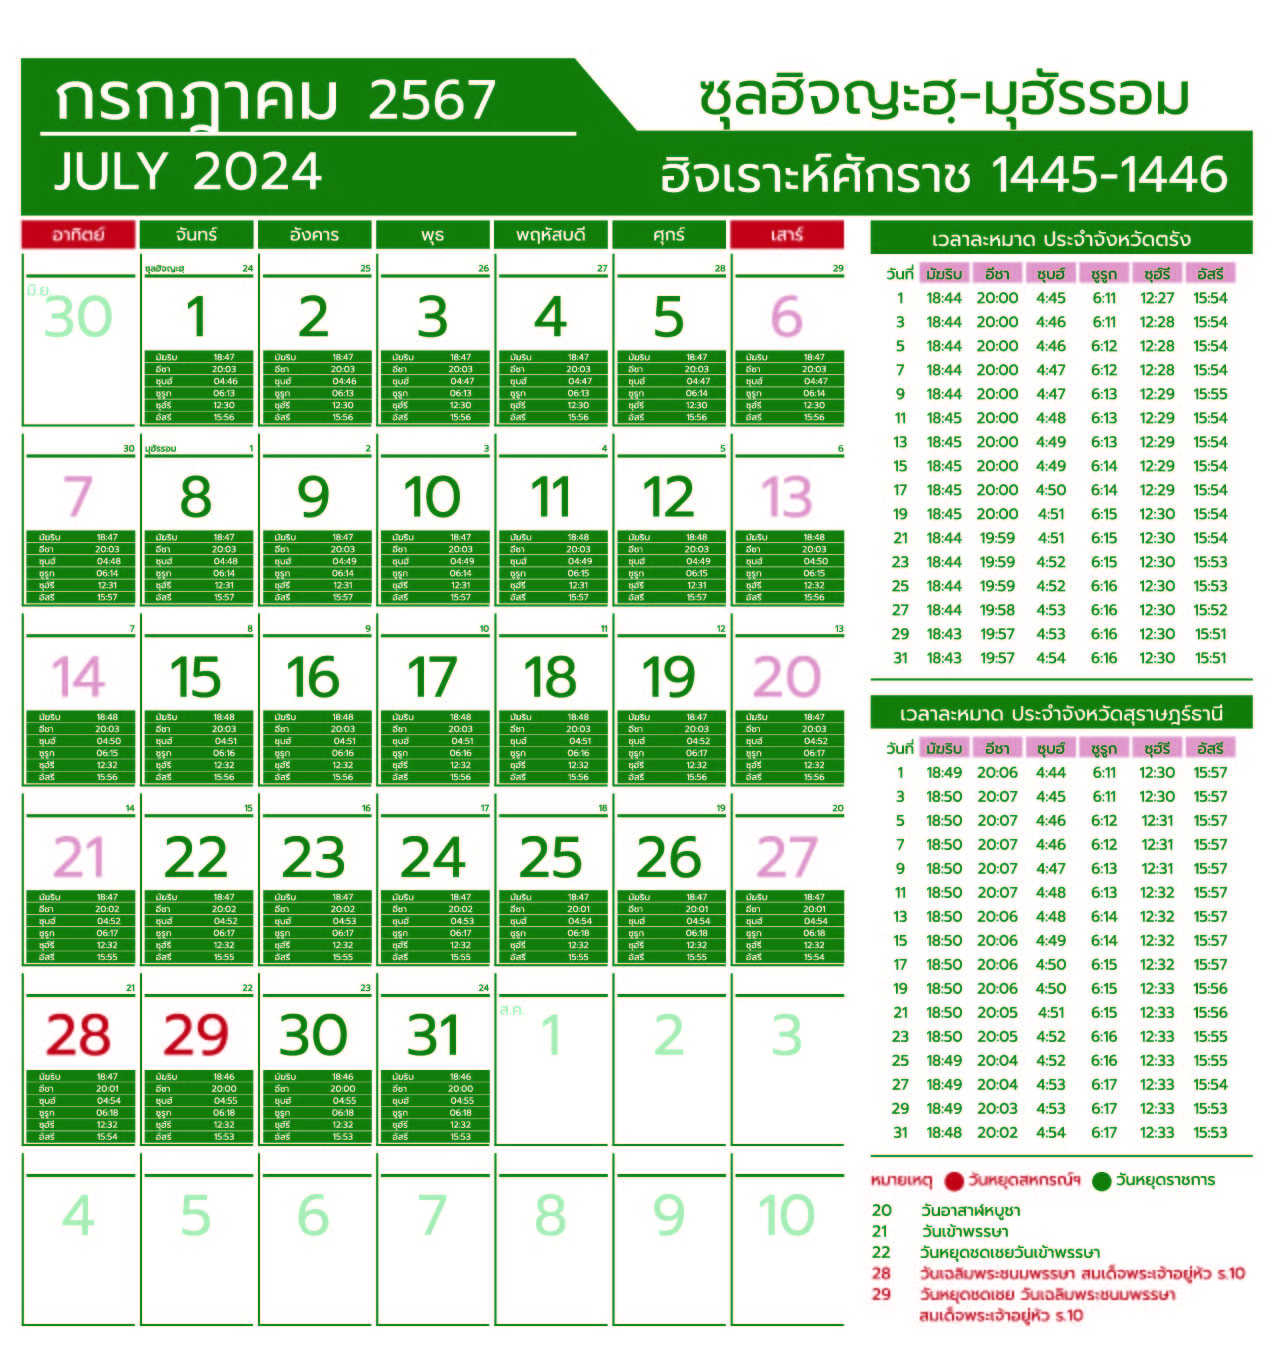 กรกฎาคม 2567
JULY 2024
ซุลฮิจญะฮฺ-มุฮัรรอม
ฮิจเราะห์ศักราช 1445-1446
อาทิตย์ จันทร์ อังคาร พุธ พฤหัสบดี ศุกร์ เสาร์
ซุลฮิจญะฮฺ 24 25 26 27 28 29
มิ.ย.
30 1 2 3 4 5 6
มัฆริบ 18:47 มัฆริบ 18:47 มัฆริบ 18:47 มัฆริบ 18:47 มัฆริบ 18:47 มัฆริบ 18:47
อีชา 20:03 อีชา 20:03 อีชา 20:03 อีชา 20:03 อีชา 20:03 อีชา 20:03
ซุบฮ์ 04:46 ซุบฮ์ 04:46 ซุบฮ์ 04:47 ซุบฮ์ 04:47 ซุบฮ์ 04:47 ซุบฮ์ 04:47
ซูรูก 06:13 ซูรูก 06:13 ซูรูก 06:13 ซูรูก 06:13 ซูรูก 06:14 ซูรูก 06:14
ซุฮ์รี 12:30 ซุฮ์รี 12:30 ซุฮ์รี 12:30 ซุฮ์รี 12:30 ซุฮ์รี 12:30 ซุฮ์รี 12:30
อัสรี 15:56 อัสรี 15:56 อัสรี 15:56 อัสรี 15:56 อัสรี 15:56 อัสรี 15:56
30 มุฮัรรอม 1 2 3 4 5 6
7 8 9 10 11 12 13
มัฆริบ 18:47 มัฆริบ 18:47 มัฆริบ 18:47 มัฆริบ 18:47 มัฆริบ 18:48 มัฆริบ 18:48 มัฆริบ 18:48
อีชา 20:03 อีชา 20:03 อีชา 20:03 อีชา 20:03 อีชา 20:03 อีชา 20:03 อีชา 20:03
ซุบฮ์ 04:48 ซุบฮ์ 04:48 ซุบฮ์ 04:49 ซุบฮ์ 04:49 ซุบฮ์ 04:49 ซุบฮ์ 04:49 ซุบฮ์ 04:50
ซูรูก 06:14 ซูรูก 06:14 ซูรูก 06:14 ซูรูก 06:14 ซูรูก 06:15 ซูรูก 06:15 ซูรูก 06:15
ซุฮ์รี 12:31 ซุฮ์รี 12:31 ซุฮ์รี 12:31 ซุฮ์รี 12:31 ซุฮ์รี 12:31 ซุฮ์รี 12:31 ซุฮ์รี 12:32
อัสรี 15:57 อัสรี 15:57 อัสรี 15:57 อัสรี 15:57 อัสรี 15:57 อัสรี 15:57 อัสรี 15:56
7 8 9 10 11 12 13
14 15 16 17 18 19 20
มัฆริบ 18:48 มัฆริบ 18:48 มัฆริบ 18:48 มัฆริบ 18:48 มัฆริบ 18:48 มัฆริบ 18:47 มัฆริบ 18:47
อีชา 20:03 อีชา 20:03 อีชา 20:03 อีชา 20:03 อีชา 20:03 อีชา 20:03 อีชา 20:03
ซุบฮ์ 04:50 ซุบฮ์ 04:51 ซุบฮ์ 04:51 ซุบฮ์ 04:51 ซุบฮ์ 04:51 ซุบฮ์ 04:52 ซุบฮ์ 04:52
ซูรูก 06:15 ซูรูก 06:16 ซูรูก 06:16 ซูรูก 06:16 ซูรูก 06:16 ซูรูก 06:17 ซูรูก 06:17
ซุฮ์รี 12:32 ซุฮ์รี 12:32 ซุฮ์รี 12:32 ซุฮ์รี 12:32 ซุฮ์รี 12:32 ซุฮ์รี 12:32 ซุฮ์รี 12:32
อัสรี 15:56 อัสรี 15:56 อัสรี 15:56 อัสรี 15:56 อัสรี 15:56 อัสรี 15:56 อัสรี 15:56
14 15 16 17 18 19 20
21 22 23 24 25 26 27
มัฆริบ 18:47 มัฆริบ 18:47 มัฆริบ 18:47 มัฆริบ 18:47 มัฆริบ 18:47 มัฆริบ 18:47 มัฆริบ 18:47
อีชา 20:02 อีชา 20:02 อีชา 20:02 อีชา 20:02 อีชา 20:01 อีชา 20:01 อีชา 20:01
ซุบฮ์ 04:52 ซุบฮ์ 04:52 ซุบฮ์ 04:53 ซุบฮ์ 04:53 ซุบฮ์ 04:54 ซุบฮ์ 04:54 ซุบฮ์ 04:54
ซูรูก 06:17 ซูรูก 06:17 ซูรูก 06:17 ซูรูก 06:17 ซูรูก 06:18 ซูรูก 06:18 ซูรูก 06:18
ซุฮ์รี 12:32 ซุฮ์รี 12:32 ซุฮ์รี 12:32 ซุฮ์รี 12:32 ซุฮ์รี 12:32 ซุฮ์รี 12:32 ซุฮ์รี 12:32
อัสรี 15:55 อัสรี 15:55 อัสรี 15:55 อัสรี 15:55 อัสรี 15:55 อัสรี 15:55 อัสรี 15:54
21 22 23 24
ส.ค.
28 29 30 31 1 2 3
มัฆริบ 18:47 มัฆริบ 18:46 มัฆริบ 18:46 มัฆริบ 18:46
อีชา 20:01 อีชา 20:00 อีชา 20:00 อีชา 20:00
ซุบฮ์ 04:54 ซุบฮ์ 04:55 ซุบฮ์ 04:55 ซุบฮ์ 04:55
ซูรูก 06:18 ซูรูก 06:18 ซูรูก 06:18 ซูรูก 06:18
ซุฮ์รี 12:32 ซุฮ์รี 12:32 ซุฮ์รี 12:32 ซุฮ์รี 12:32
อัสรี 15:54 อัสรี 15:53 อัสรี 15:53 อัสรี 15:53
4 5 6 7 8 9 10
เวลาละหมาด ประจำจังหวัดตรัง
วันที่ มัฆริบ อีชา ซุบฮ์ ซูรูก ซุฮ์รี อัสรี
1 18:44 20:00 4:45 6:11 12:27 15:54
3 18:44 20:00 4:46 6:11 12:28 15:54
5 18:44 20:00 4:46 6:12 12:28 15:54
7 18:44 20:00 4:47 6:12 12:28 15:54
9 18:44 20:00 4:47 6:13 12:29 15:55
11 18:45 20:00 4:48 6:13 12:29 15:54
13 18:45 20:00 4:49 6:13 12:29 15:54
15 18:45 20:00 4:49 6:14 12:29 15:54
17 18:45 20:00 4:50 6:14 12:29 15:54
19 18:45 20:00 4:51 6:15 12:30 15:54
21 18:44 19:59 4:51 6:15 12:30 15:54
23 18:44 19:59 4:52 6:15 12:30 15:53
25 18:44 19:59 4:52 6:16 12:30 15:53
27 18:44 19:58 4:53 6:16 12:30 15:52
29 18:43 19:57 4:53 6:16 12:30 15:51
31 18:43 19:57 4:54 6:16 12:30 15:51
เวลาละหมาด ประจำจังหวัดสุราษฎร์ธานี
วันที่ มัฆริบ อีชา ซุบฮ์ ซูรูก ซุฮ์รี อัสรี
1 18:49 20:06 4:44 6:11 12:30 15:57
3 18:50 20:07 4:45 6:11 12:30 15:57
5 18:50 20:07 4:46 6:12 12:31 15:57
7 18:50 20:07 4:46 6:12 12:31 15:57
9 18:50 20:07 4:47 6:13 12:31 15:57
11 18:50 20:07 4:48 6:13 12:32 15:57
13 18:50 20:06 4:48 6:14 12:32 15:57
15 18:50 20:06 4:49 6:14 12:32 15:57
17 18:50 20:06 4:50 6:15 12:32 15:57
19 18:50 20:06 4:50 6:15 12:33 15:56
21 18:50 20:05 4:51 6:15 12:33 15:56
23 18:50 20:05 4:52 6:16 12:33 15:55
25 18:49 20:04 4:52 6:16 12:33 15:55
27 18:49 20:04 4:53 6:17 12:33 15:54
29 18:49 20:03 4:53 6:17 12:33 15:53
31 18:48 20:02 4:54 6:17 12:33 15:53
หมายเหตุ วันหยุดสหกรณ์ฯ วันหยุดราชการ
20 วันอาสาฬหบูชา
21 วันเข้าพรรษา
22 วันหยุดชดเชยวันเข้าพรรษา
28 วันเฉลิมพระชนมพรรษา สมเด็จพระเจ้าอยู่หัว ร.10
29 วันหยุดชดเชย วันเฉลิมพระชนมพรรษา
สมเด็จพระเจ้าอยู่หัว ร.10